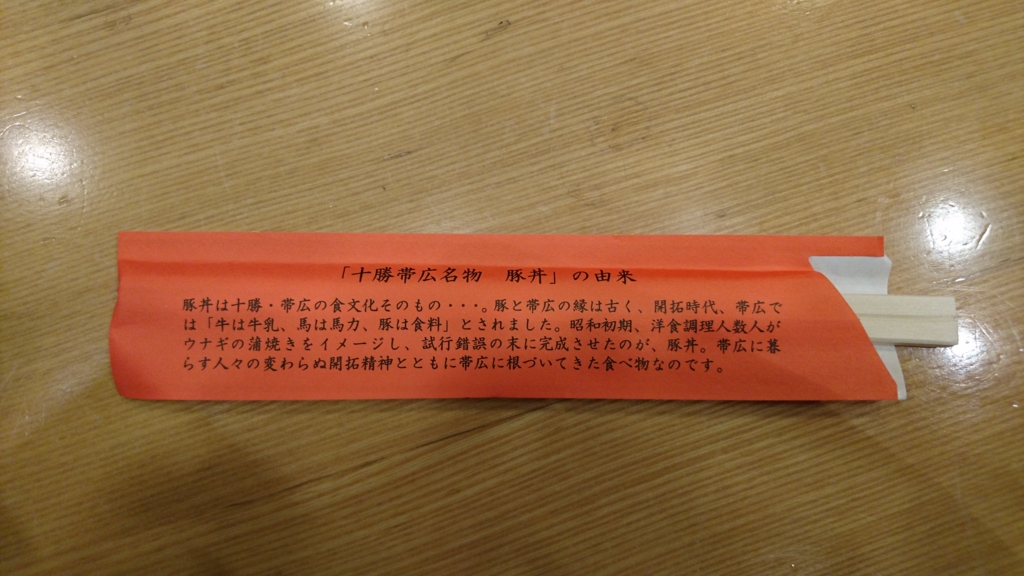 「十勝帯広名物　豚丼」の由来
豚丼は十勝・帯広の食文化そのもの・・・。豚と帯広の縁は古く、開拓時代、帯広で
は「牛は牛乳、馬は馬力、豚は食料」とされました。昭和初期、洋食調理人数人が
ウナギの蒲焼きをイメージし、試行錯誤の末に完成させたのが、豚丼。帯広に暮
らす人々の変わらぬ開拓精神とともに帯広に根づいてきた食べ物なのです。